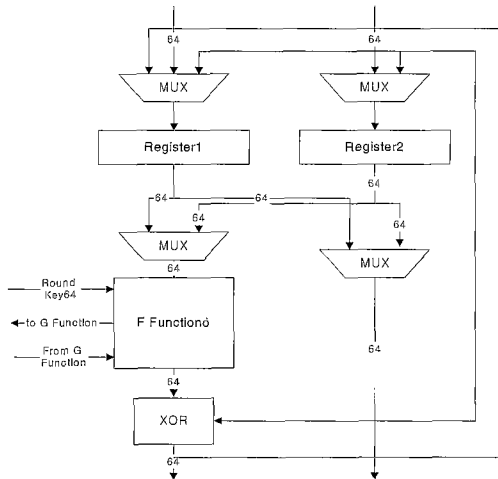 64
64
MUX
MUX
Register1
Register2
64
64
64
64
64
MUX
MUX
64
Round
Key64
F Functionó
to G Function
From G
Function
64
64
XOR
64